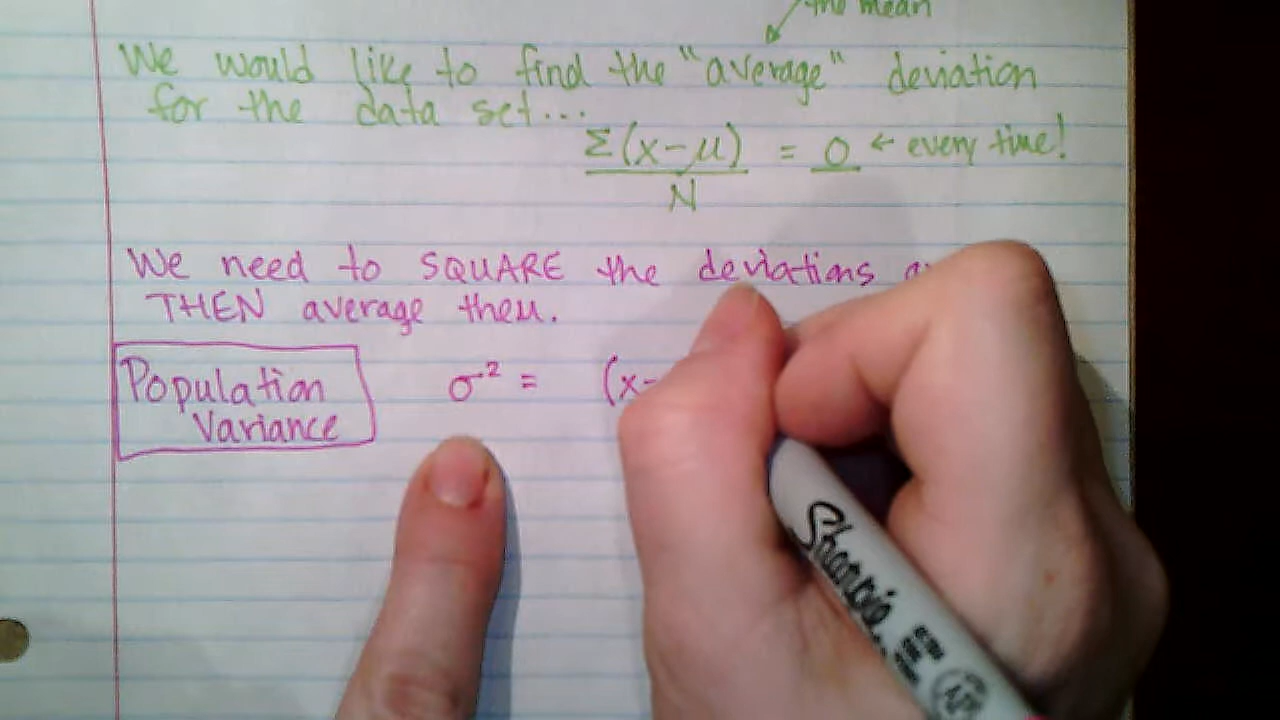 the mean
We would like to find the "average" deviation
for the data set...
Σ(x-μ) = 0 ← every time!
N
We need to SQUARE the deviations
THEN average them.
Population σ² = (x-
Variance
Sharpie
AP